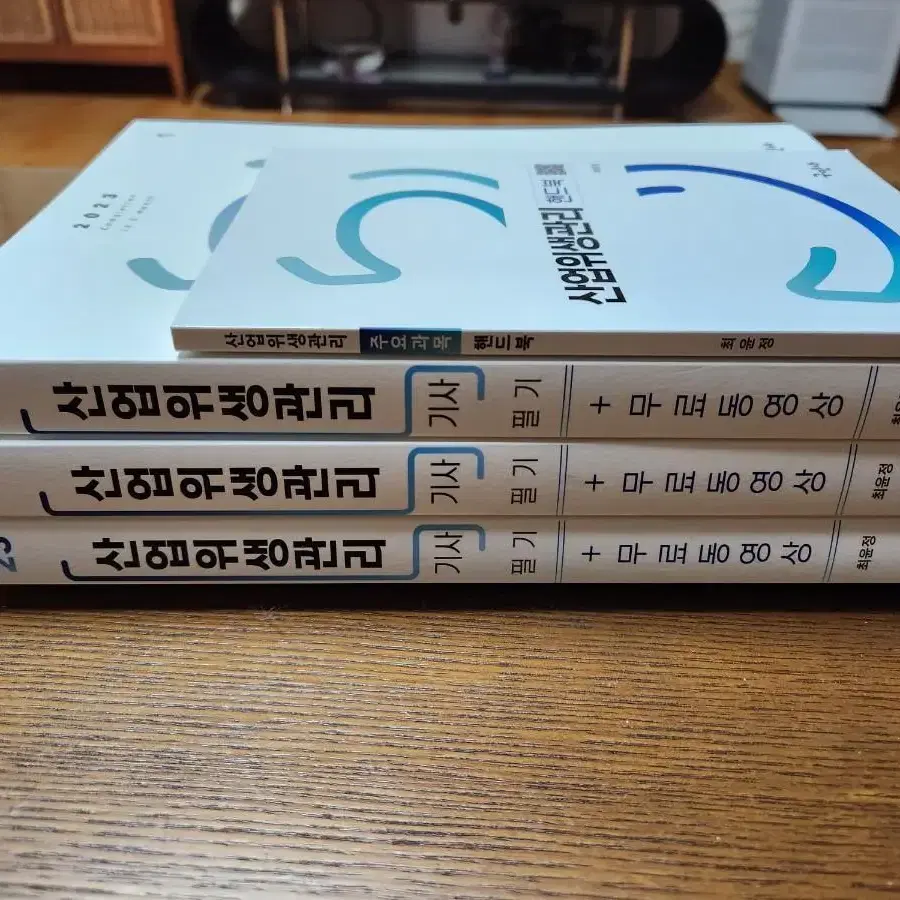 2023
산업위생관리 핸드북
산업위생관리 주요과목 핸드북 최윤정
산업위생관리 기사 필기 + 무료동영상
산업위생관리 기사 필기 + 무료동영상 최윤정
산업위생관리 기사 필기 + 무료동영상 최윤정